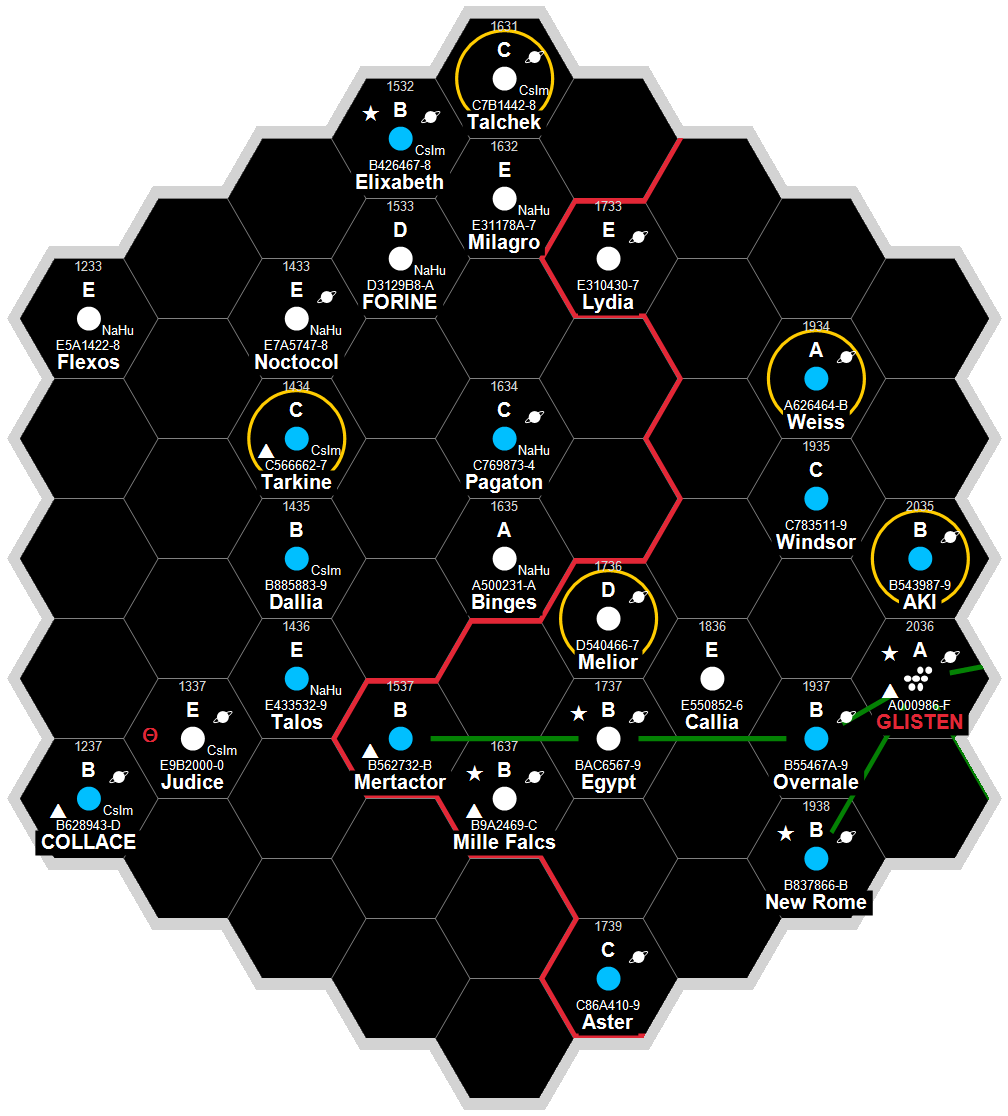 1631
C
CsIm
C7B1442-8
Talchek
1532
B
CsIm
B426467-8
Elixabeth
1632
E
NaHu
E31178A-7
Milagro
1533
D
NaHu
D3129B8-A
FORINE
1733
E
E310430-7
Lydia
1233
E
NaHu
E5A1422-8
Flexos
1433
E
NaHu
E7A5747-8
Noctocol
1934
A
A626464-B
Weiss
1434
C
CsIm
C566662-7
Tarkine
1634
C
NaHu
C769873-4
Pagaton
1935
C
C783511-9
Windsor
1435
B
CsIm
B885883-9
Dallia
1635
A
NaHu
A500231-A
Binges
2035
B
B543987-9
AKI
1736
D
D540466-7
Melior
1436
E
NaHu
E433532-9
Talos
1836
E
E550852-6
Callia
2036
A
A000986-F
GLISTEN
1337
E
Θ
CsIm
E9B2000-0
Judice
1537
B
B562732-B
Mertactor
1737
B
BAC6567-9
Egypt
1937
B
B55467A-9
Overnale
1237
B
CsIm
B628943-D
COLLACE
1637
B
B9A2469-C
Mille Falcs
1938
B
B837866-B
New Rome
1739
C
C86A410-9
Aster